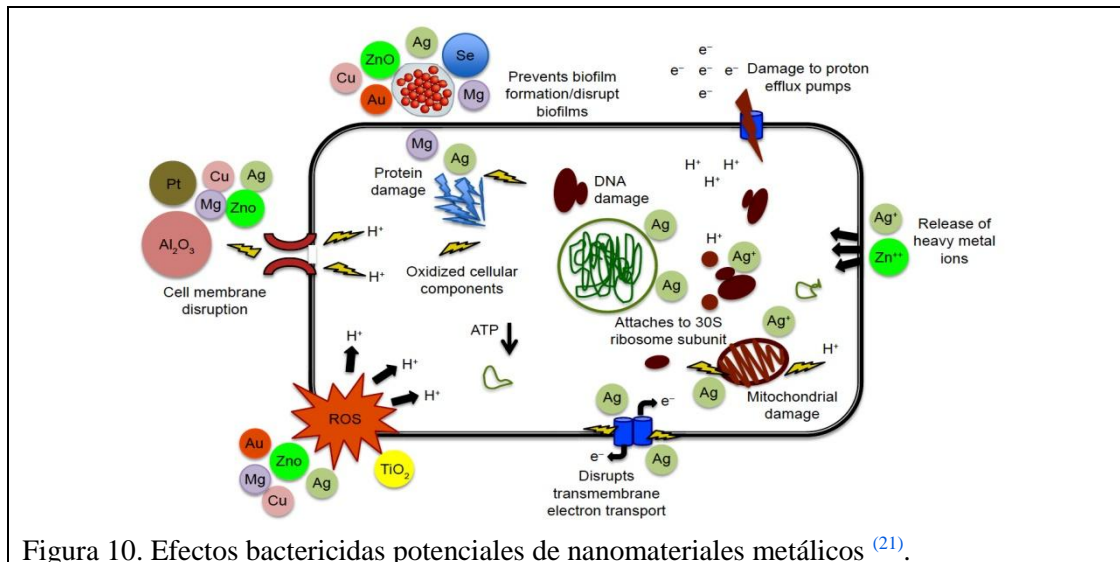 Ag
ZnO
Se
Cu
Au
Mg
Prevents biofilm
formation/disrupt
biofilms
e⁻
e⁻ e⁻ e⁻
e⁻
Damage to proton
efflux pumps
Mg
Ag
Protein
damage
DNA
damage
H⁺ H⁺
H⁺
H⁺
Pt
Cu
Ag
Mg
Zno
Al₂O₃
Cell membrane
disruption
H⁺
H⁺
Oxidized cellular
components
Ag
Ag
H⁺
Ag⁺
Attaches to 30S
ribosome subunit
Ag⁺
Zn⁺⁺
Release of
heavy metal
ions
ATP
Ag⁺
H⁺
Ag
Mitochondrial
damage
H⁺
H⁺
H⁺
ROS
Au
Zno
Mg
Ag
Cu
TiO₂
Ag
e⁻
e⁻
Ag
Disrupts
transmembrane
electron transport
Figura 10. Efectos bactericidas potenciales de nanomateriales metálicos (21).